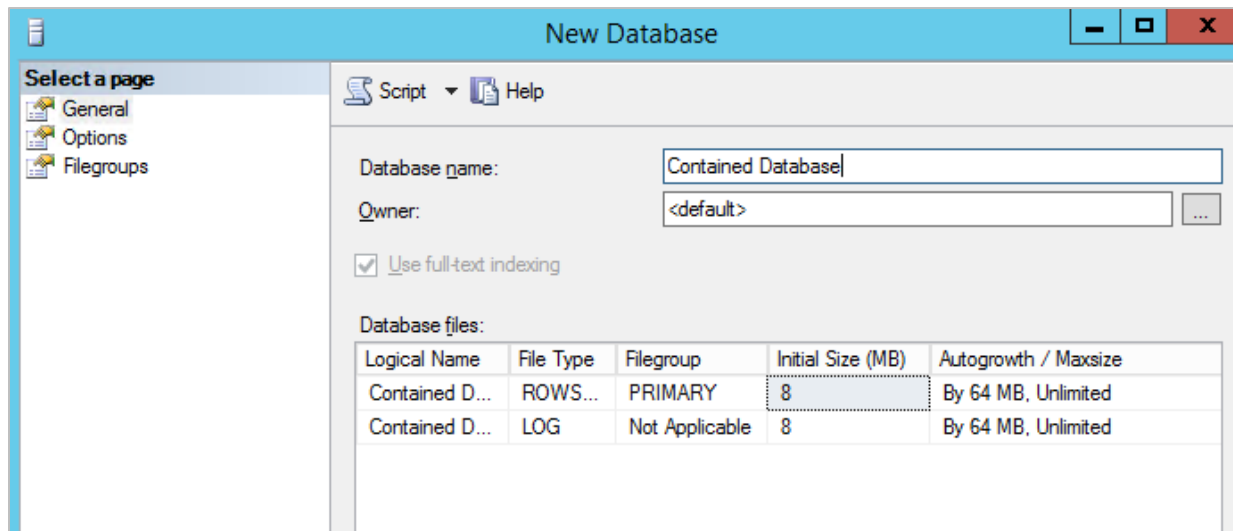 New Database
Select a page
General
Options
Filegroups
Script Help
Database name: Contained Database
Owner: <default> ...
Use full-text indexing
Database files:
Logical Name File Type Filegroup Initial Size (MB) Autogrowth / Maxsize
Contained D... ROWS... PRIMARY 8 By 64 MB, Unlimited
Contained D... LOG Not Applicable 8 By 64 MB, Unlimited